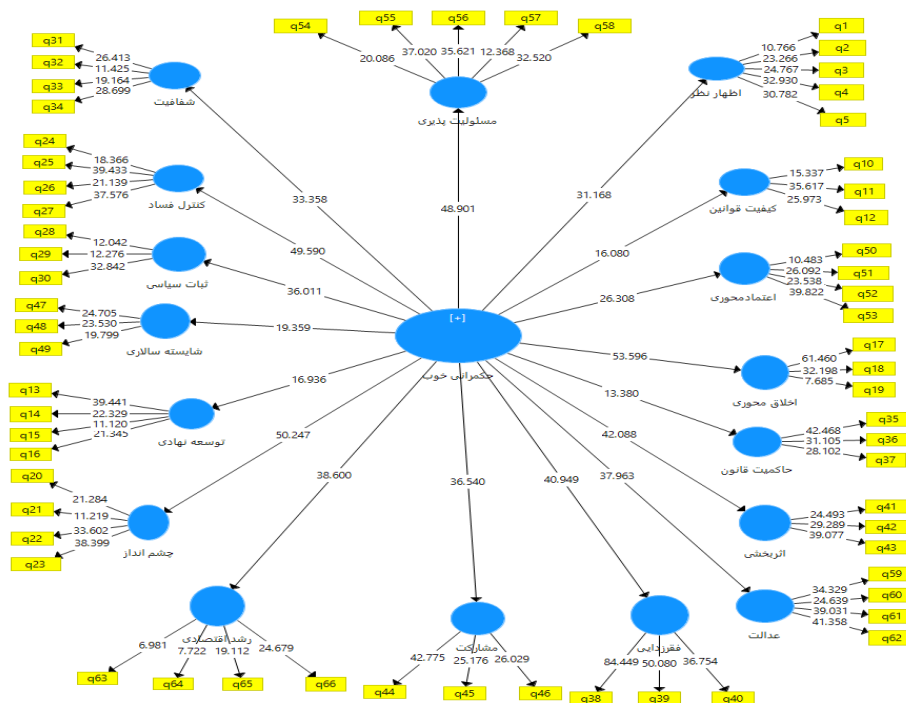 q54
q55
q56
q57
q58
20.086
37.020
35.621
12.368
32.520
مسئولیت پذیری
q31
q32
q33
q34
26.413
11.425
19.164
28.699
شفافیت
q1
q2
q3
q4
q5
10.766
23.266
24.767
32.930
30.782
اظهار نظر
q24
q25
q26
q27
18.366
39.433
21.139
37.576
کنترل فساد
q10
q11
q12
15.337
35.617
25.973
کیفیت قوانین
q28
q29
q30
12.042
12.276
32.842
ثبات سیاسی
q50
q51
q52
q53
10.483
26.092
23.538
39.822
اعتمادمحوری
q47
q48
q49
24.705
23.530
19.799
شایسته سالاری
q17
q18
q19
61.460
32.198
7.685
اخلاق محوری
q13
q14
q15
q16
39.441
22.329
11.120
21.345
توسعه نهادی
q35
q36
q37
42.468
31.105
28.102
حاکمیت قانون
q20
q21
q22
q23
21.284
11.219
33.602
38.399
چشم انداز
q41
q42
q43
24.493
29.289
39.077
اثربخشی
q59
q60
q61
q62
34.329
24.639
39.031
41.358
عدالت
[+]
حکمرانی خوب
33.358
48.901
31.168
49.590
16.080
36.011
26.308
19.359
53.596
16.936
13.380
50.247
42.088
38.600
36.540
40.949
37.963
رشد اقتصادی
6.981
7.722
19.112
24.679
q63
q64
q65
q66
مشارکت
42.775
25.176
26.029
q44
q45
q46
فقرزدایی
84.449
50.080
36.754
q38
q39
q40